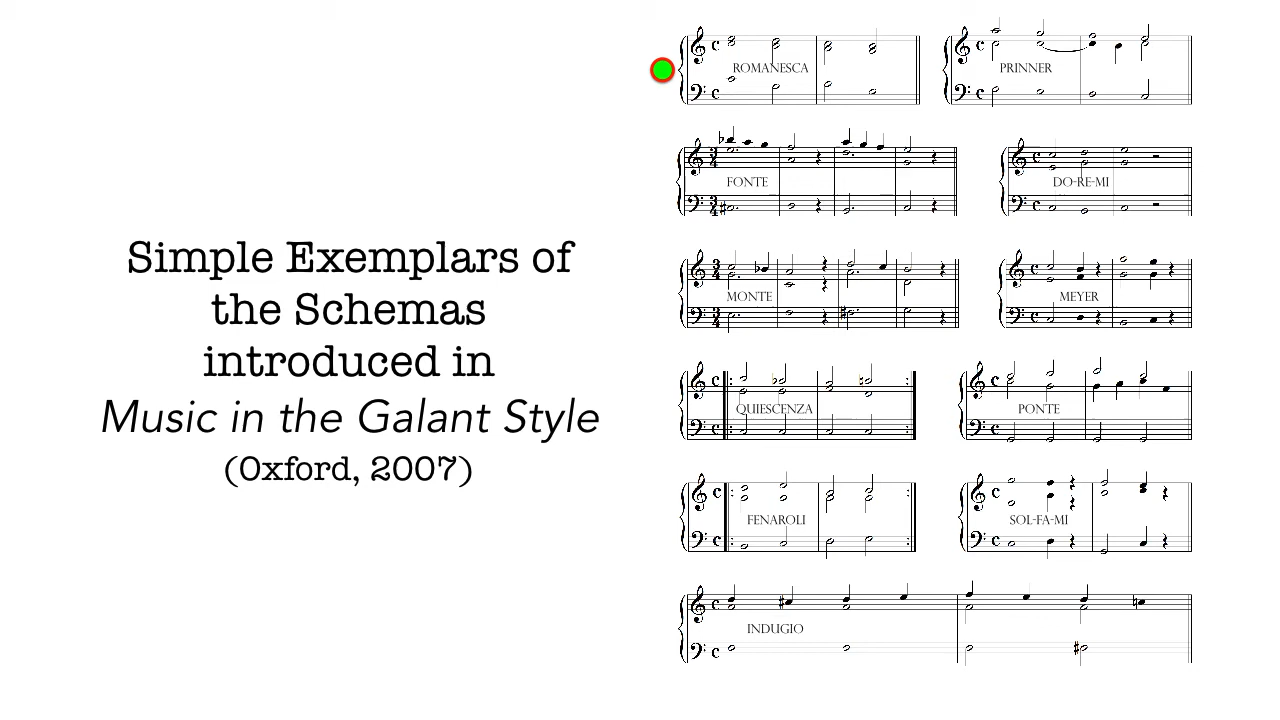 Simple Exemplars of
the Schemas
introduced in
Music in the Galant Style
(Oxford, 2007)
ROMANESCA
PRINNER
FONTE
DO-RE-MI
MONTE
MEYER
QUIESCENZA
PONTE
FENAROLI
SOL-FA-MI
INDUGIO